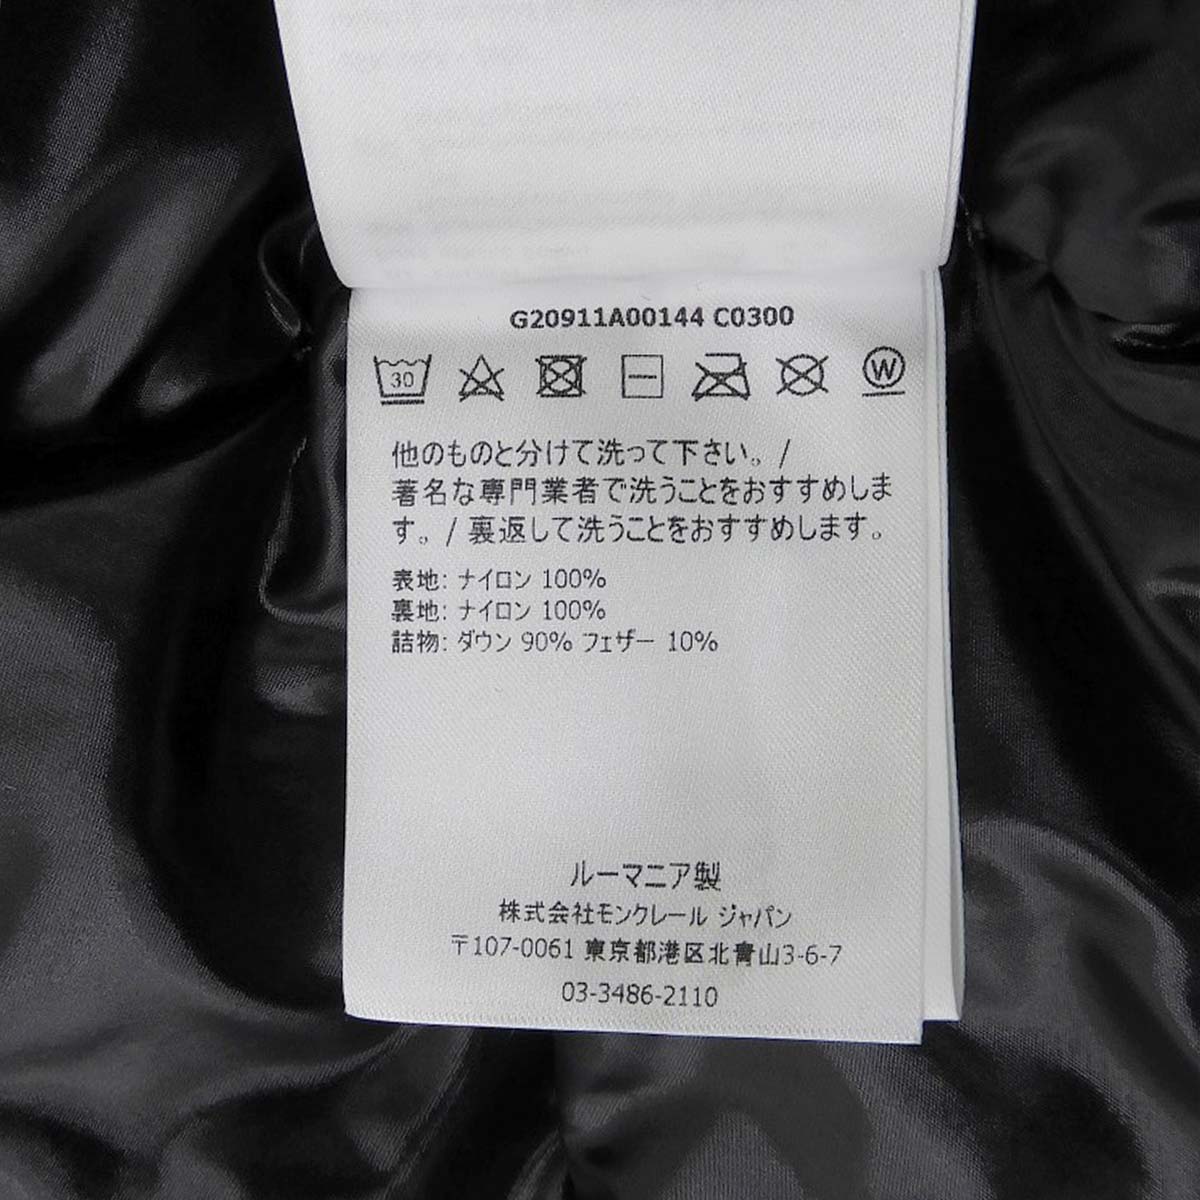 G20911A00144 C0300
30
W
他のものと分けて洗って下さい。/
著名な専門業者で洗うことをおすすめしま
す。/ 裏返して洗うことをおすすめします。
表地: ナイロン 100%
裏地: ナイロン 100%
詰物: ダウン 90% フェザー 10%
ルーマニア製
株式会社モンクレール ジャパン
〒107-0061 東京都港区北青山3-6-7
03-3486-2110